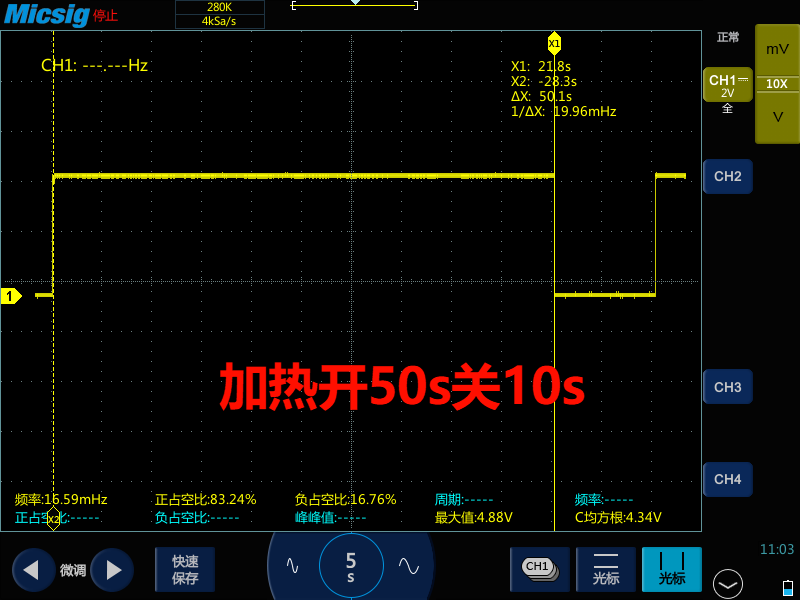 Micsig 停止
280K
4kSa/s
X1
正常
CH1: ---.---Hz
X1: 21.8s
X2: -28.3s
ΔX: 50.1s
1/ΔX: 19.96mHz
mV
CH1
2V
全
10X
V
CH2
1
加热开50s关10s
CH3
CH4
频率:16.59mHz 正占空比:83.24% 负占空比:16.76% 周期:----- 频率:-----
正占空比:----- 负占空比:----- 峰峰值:----- 最大值:4.88V C均方根:4.34V
X2
微调
快速
保存
5
s
CH1
光标
光标
11:03